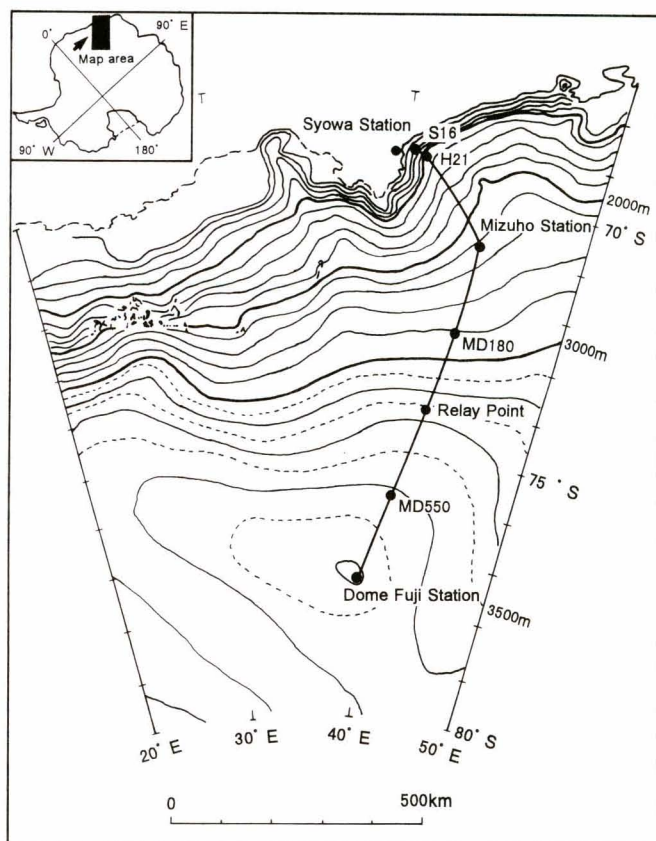 0°
90° E
Map area
90° W
180°
Syowa Station
S16
H21
2000m
70° S
Mizuho Station
MD180
3000m
Relay Point
75° S
MD550
Dome Fuji Station
3500m
80° S
20° E
30° E
40° E
50° E
0
500km